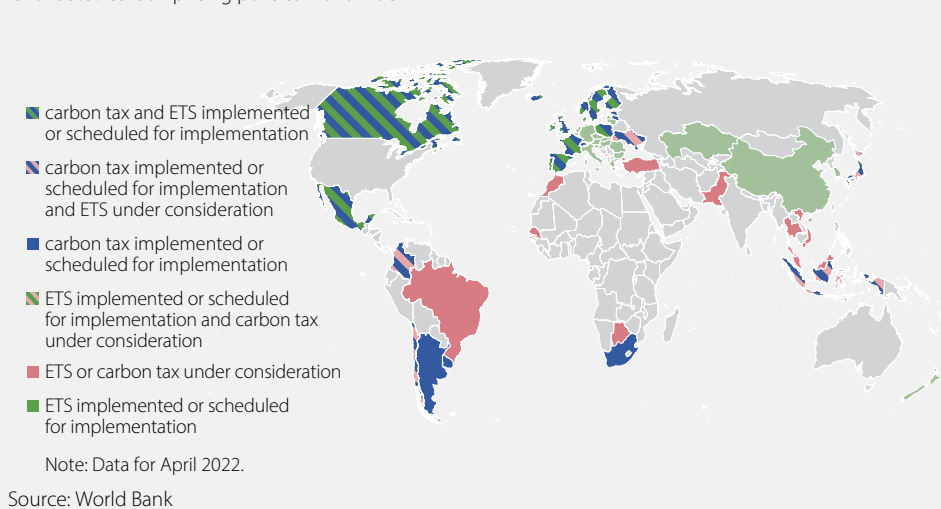 carbon tax and ETS implemented
or scheduled for implementation
carbon tax implemented or
scheduled for implementation
and ETS under consideration
carbon tax implemented or
scheduled for implementation
ETS implemented or scheduled
for implementation and carbon tax
under consideration
ETS or carbon tax under consideration
ETS implemented or scheduled
for implementation
Note: Data for April 2022.
Source: World Bank